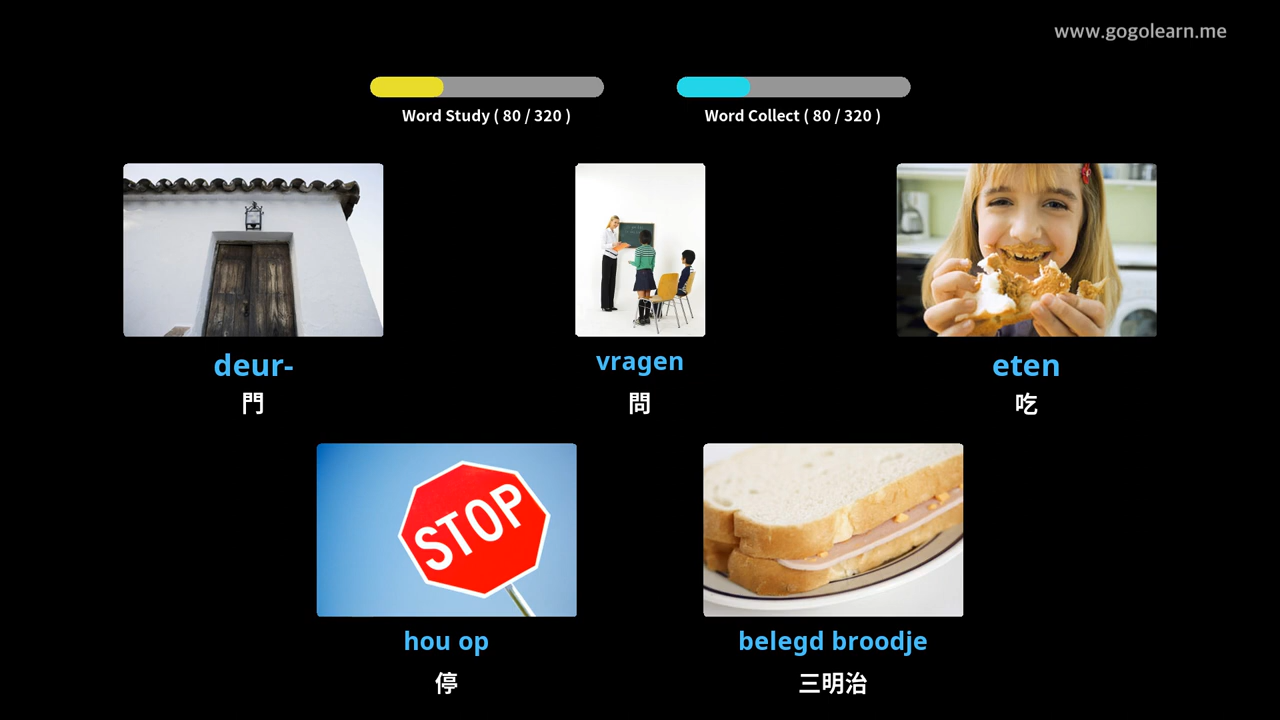 www.gogolearn.me
Word Study ( 80 / 320 )
Word Collect ( 80 / 320 )
deur-
門
vragen
問
eten
吃
STOP
hou op
停
belegd broodje
三明治